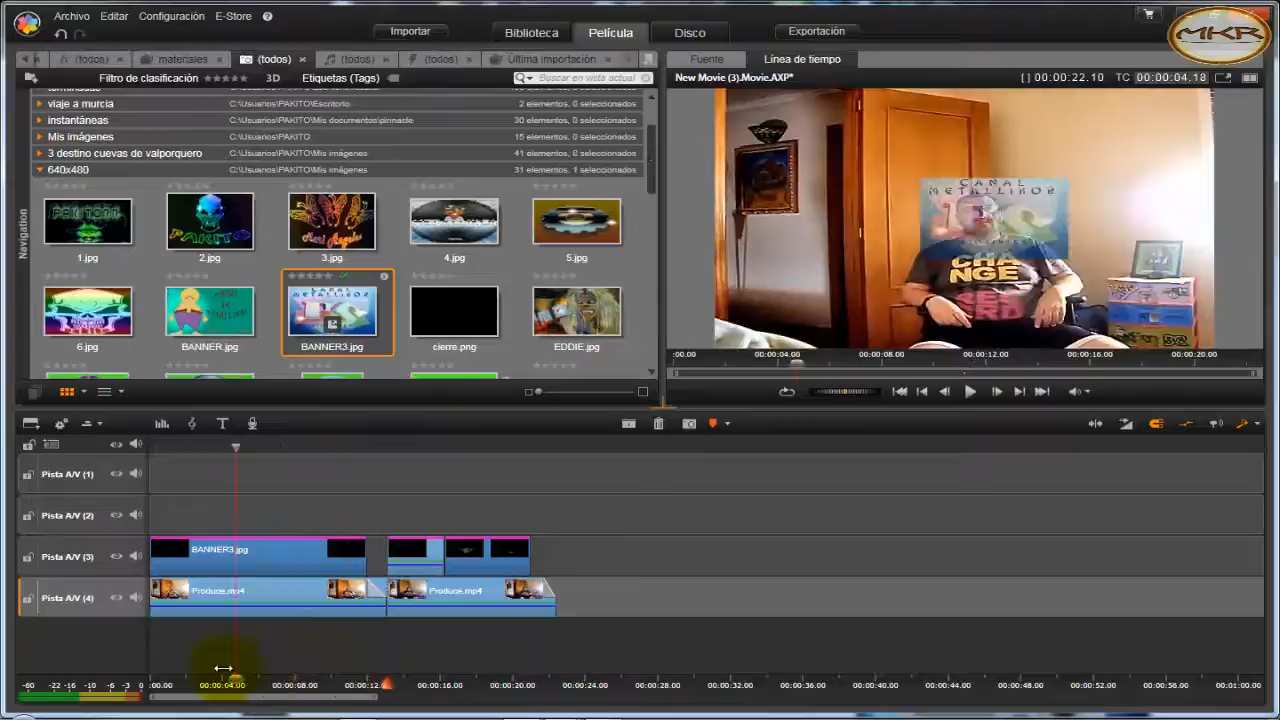 Archivo Editar Configuración E-Store ?
Importar Biblioteca Película Disco Exportación
MKR
(todos) materiales (todos) (todos) (todos) Última importación
Fuente Línea de tiempo
Filtro de clasificación 3D Etiquetas (Tags) Buscar en vista actual
New Movie (3).Movie.AXP* [ ] 00:00:22.10 TC 00:00:04.18
terminadas
viaje a murcia C:\Usuarios\PAKITO\Escritorio 2 elementos, 0 seleccionados
instantáneas C:\Usuarios\PAKITO\Mis documentos\pinnacle 30 elementos, 0 seleccionados
Mis imágenes C:\Usuarios\PAKITO 15 elementos, 0 seleccionados
3 destino cuevas de valporquero C:\Usuarios\PAKITO\Mis imágenes 41 elementos, 0 seleccionados
640x480 C:\Usuarios\PAKITO\Mis imágenes 31 elementos, 1 seleccionados
Navigation
1.jpg 2.jpg 3.jpg 4.jpg 5.jpg
6.jpg BANNER.jpg BANNER3.jpg cierre.png EDDIE.jpg
CANAL
METALLIKOR
CHAN
NGE
:00.00 00:00:04.00 00:00:08.00 00:00:12.00 00:00:16.00 00:00:20.00
Pista A/V (1)
Pista A/V (2)
Pista A/V (3) BANNER3.jpg
Pista A/V (4) Produce.mp4 Produce.mp4
-60 -22 -16 -10 -6 -3 0 :00.00 00:00:04.00 00:00:08.00 00:00:12.0 00:00:16.00 00:00:20.00 00:00:24.00 00:00:28.00 00:00:32.00 00:00:36.00 00:00:40.00 00:00:44.00 00:00:48.00 00:00:52.00 00:00:56.00 00:01:00.00